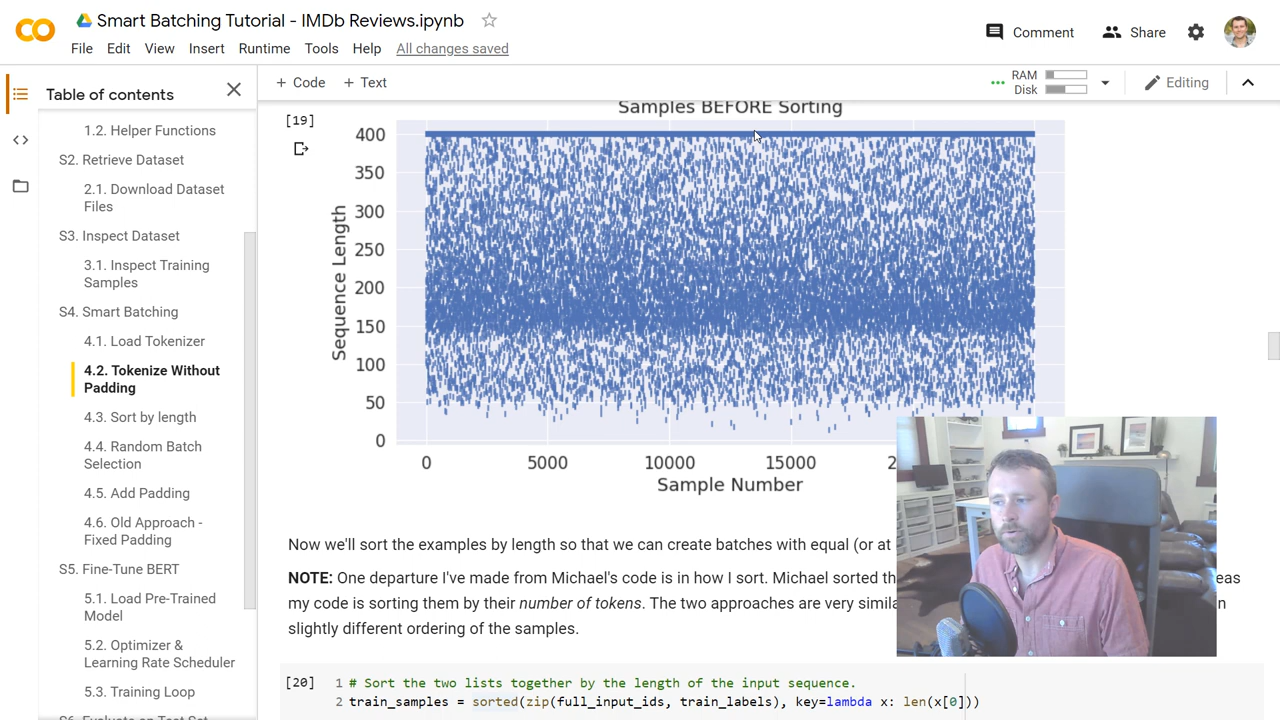 Smart Batching Tutorial - IMDb Reviews.ipynb
File Edit View Insert Runtime Tools Help All changes saved
Comment
Share
+ Code + Text
RAM
Disk
Editing
Table of contents
1.2. Helper Functions
S2. Retrieve Dataset
2.1. Download Dataset
Files
S3. Inspect Dataset
3.1. Inspect Training
Samples
S4. Smart Batching
4.1. Load Tokenizer
4.2. Tokenize Without
Padding
4.3. Sort by length
4.4. Random Batch
Selection
4.5. Add Padding
4.6. Old Approach -
Fixed Padding
S5. Fine-Tune BERT
5.1. Load Pre-Trained
Model
5.2. Optimizer &
Learning Rate Scheduler
5.3. Training Loop
[19]
Samples BEFORE Sorting
400
350
300
250
200
150
100
50
0
Sequence Length
0 5000 10000 15000
Sample Number
Now we'll sort the examples by length so that we can create batches with equal (or at
NOTE: One departure I've made from Michael's code is in how I sort. Michael sorted
my code is sorting them by their number of tokens. The two approaches are very
slightly different ordering of the samples.
[20]
1 # Sort the two lists together by the length of the input sequence.
2 train_samples = sorted(zip(full_input_ids, train_labels), key=lambda x: len(x[0]))